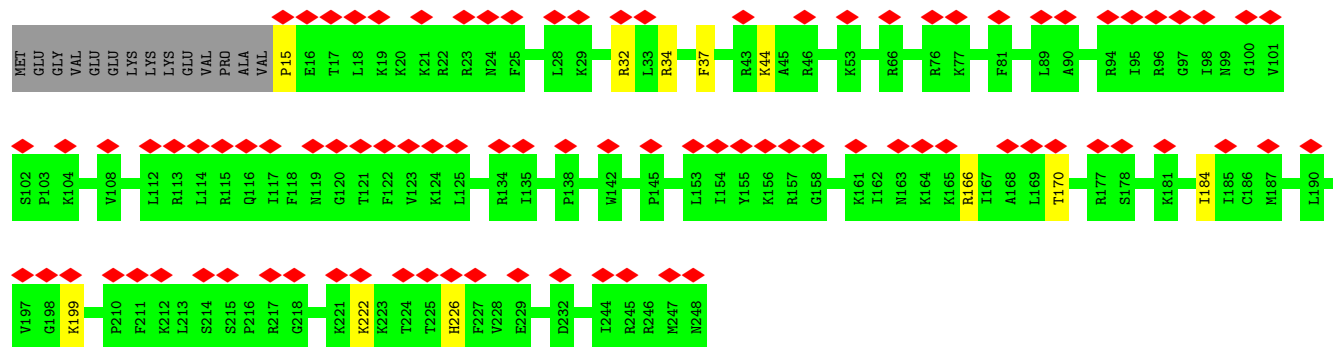 MET GLU GLY VAL GLU GLU LYS LYS LYS GLU VAL PRO ALA VAL P15 E16 T17 L18 K19 K20 K21 R22 R23 N24 F25 L28 K29 R32 L33 R34 F37 R43 K44 A45 R46 K53 R66 R76 K77 F81 L89 A90 R94 I95 R96 G97 I98 N99 G100 V101
S102 P103 K104 V108 L112 R113 L114 R115 Q116 I117 F118 N119 G120 T121 F122 V123 K124 L125 R134 I135 P138 W142 P145 L153 I154 Y155 K156 R157 G158 K161 I162 N163 K164 K165 R166 I167 A168 L169 T170 R177 S178 K181 I184 I185 C186 M187 L190
V197 G198 K199 P210 F211 K212 L213 S214 S215 P216 R217 G218 K221 K222 K223 T224 T225 H226 F227 V228 E229 D232 I244 R245 R246 M247 N248